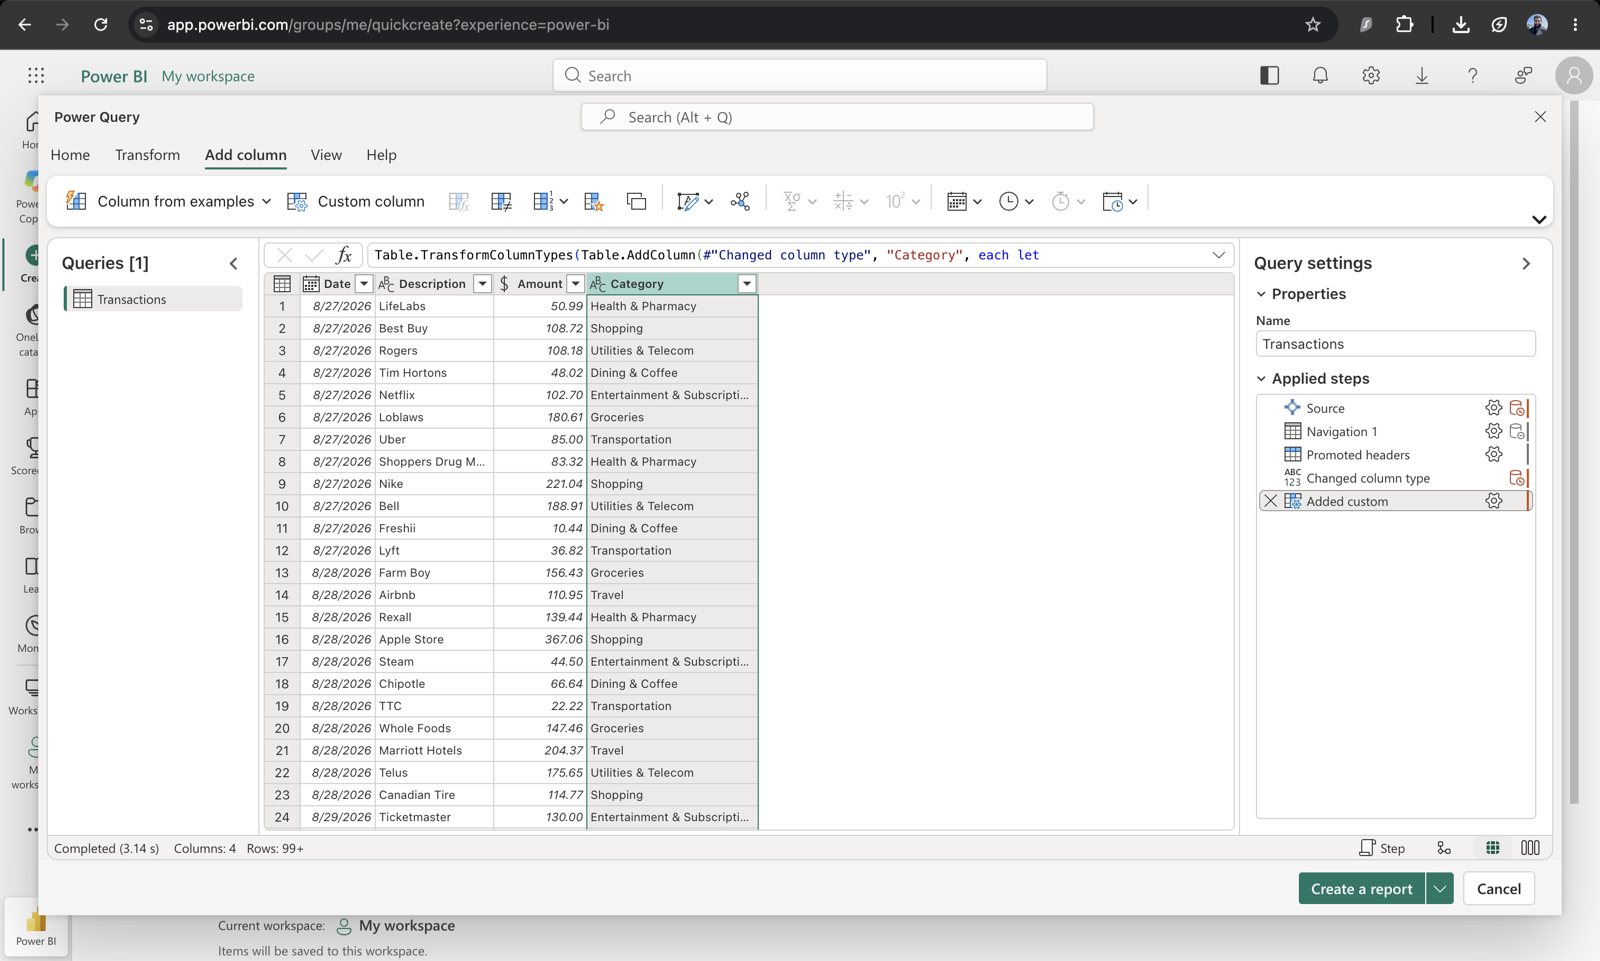 app.powerbi.com/groups/me/quickcreate?experience=power-bi
Power BI My workspace
Search
Power Query
Search (Alt + Q)
Home Transform Add column View Help
Column from examples Custom column
Queries [1]
Transactions
fx Table.TransformColumnTypes(Table.AddColumn(#"Changed column type", "Category", each let
Date Description $ Amount Category
1 8/27/2026 LifeLabs 50.99 Health & Pharmacy
2 8/27/2026 Best Buy 108.72 Shopping
3 8/27/2026 Rogers 108.18 Utilities & Telecom
4 8/27/2026 Tim Hortons 48.02 Dining & Coffee
5 8/27/2026 Netflix 102.70 Entertainment & Subscripti...
6 8/27/2026 Loblaws 180.61 Groceries
7 8/27/2026 Uber 85.00 Transportation
8 8/27/2026 Shoppers Drug M... 83.32 Health & Pharmacy
9 8/27/2026 Nike 221.04 Shopping
10 8/27/2026 Bell 188.91 Utilities & Telecom
11 8/27/2026 Freshii 10.44 Dining & Coffee
12 8/27/2026 Lyft 36.82 Transportation
13 8/28/2026 Farm Boy 156.43 Groceries
14 8/28/2026 Airbnb 110.95 Travel
15 8/28/2026 Rexall 139.44 Health & Pharmacy
16 8/28/2026 Apple Store 367.06 Shopping
17 8/28/2026 Steam 44.50 Entertainment & Subscripti...
18 8/28/2026 Chipotle 66.64 Dining & Coffee
19 8/28/2026 TTC 22.22 Transportation
20 8/28/2026 Whole Foods 147.46 Groceries
21 8/28/2026 Marriott Hotels 204.37 Travel
22 8/28/2026 Telus 175.65 Utilities & Telecom
23 8/28/2026 Canadian Tire 114.77 Shopping
24 8/29/2026 Ticketmaster 130.00 Entertainment & Subscripti...
Query settings
Properties
Name
Transactions
Applied steps
Source
Navigation 1
Promoted headers
ABC
123 Changed column type
Added custom
Completed (3.14 s) Columns: 4 Rows: 99+
Step
Create a report Cancel
Power BI
Current workspace: My workspace
Items will be saved to this workspace.